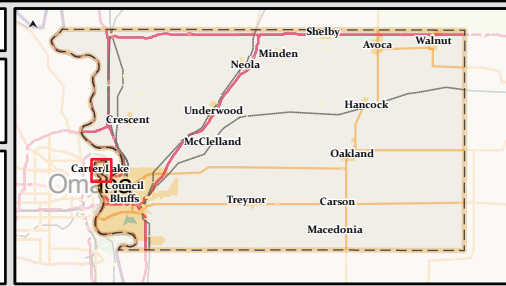 Shelby
Avoca
Walnut
Minden
Neola
Hancock
Underwood
Crescent
McClelland
Oakland
Carter Lake
Omaha
Council
Bluffs
Treynor
Carson
Macedonia